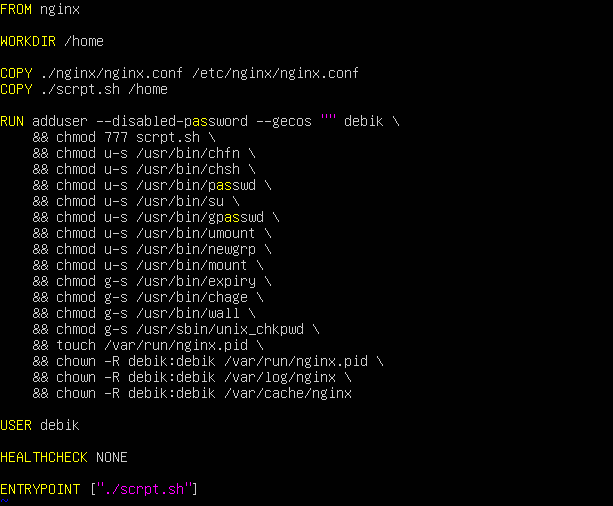 FROM nginx
WORKDIR /home
COPY ./nginx/nginx.conf /etc/nginx/nginx.conf
COPY ./scrpt.sh /home
RUN adduser --disabled-password --gecos "" debik \
&& chmod 777 scrpt.sh \
&& chmod u-s /usr/bin/chfn \
&& chmod u-s /usr/bin/chsh \
&& chmod u-s /usr/bin/passwd \
&& chmod u-s /usr/bin/su \
&& chmod u-s /usr/bin/gpasswd \
&& chmod u-s /usr/bin/umount \
&& chmod u-s /usr/bin/newgrp \
&& chmod u-s /usr/bin/mount \
&& chmod g-s /usr/bin/expiry \
&& chmod g-s /usr/bin/chage \
&& chmod g-s /usr/bin/wall \
&& chmod g-s /usr/sbin/unix_chkpwd \
&& touch /var/run/nginx.pid \
&& chown -R debik:debik /var/run/nginx.pid \
&& chown -R debik:debik /var/log/nginx \
&& chown -R debik:debik /var/cache/nginx
USER debik
HEALTHCHECK NONE
ENTRYPOINT ["./scrpt.sh"]
~